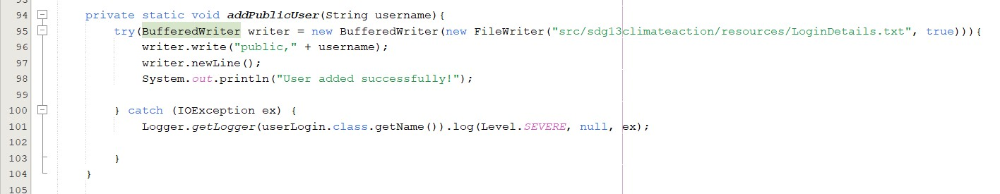 93
94 private static void addPublicUser(String username){
95 try(BufferedWriter writer = new BufferedWriter(new FileWriter("src/sdg13climateaction/resources/LoginDetails.txt", true))){
96 writer.write("public," + username);
97 writer.newLine();
98 System.out.println("User added successfully!");
99
100 } catch (IOException ex) {
101 Logger.getLogger(userLogin.class.getName()).log(Level.SEVERE, null, ex);
102
103 }
104 }
105